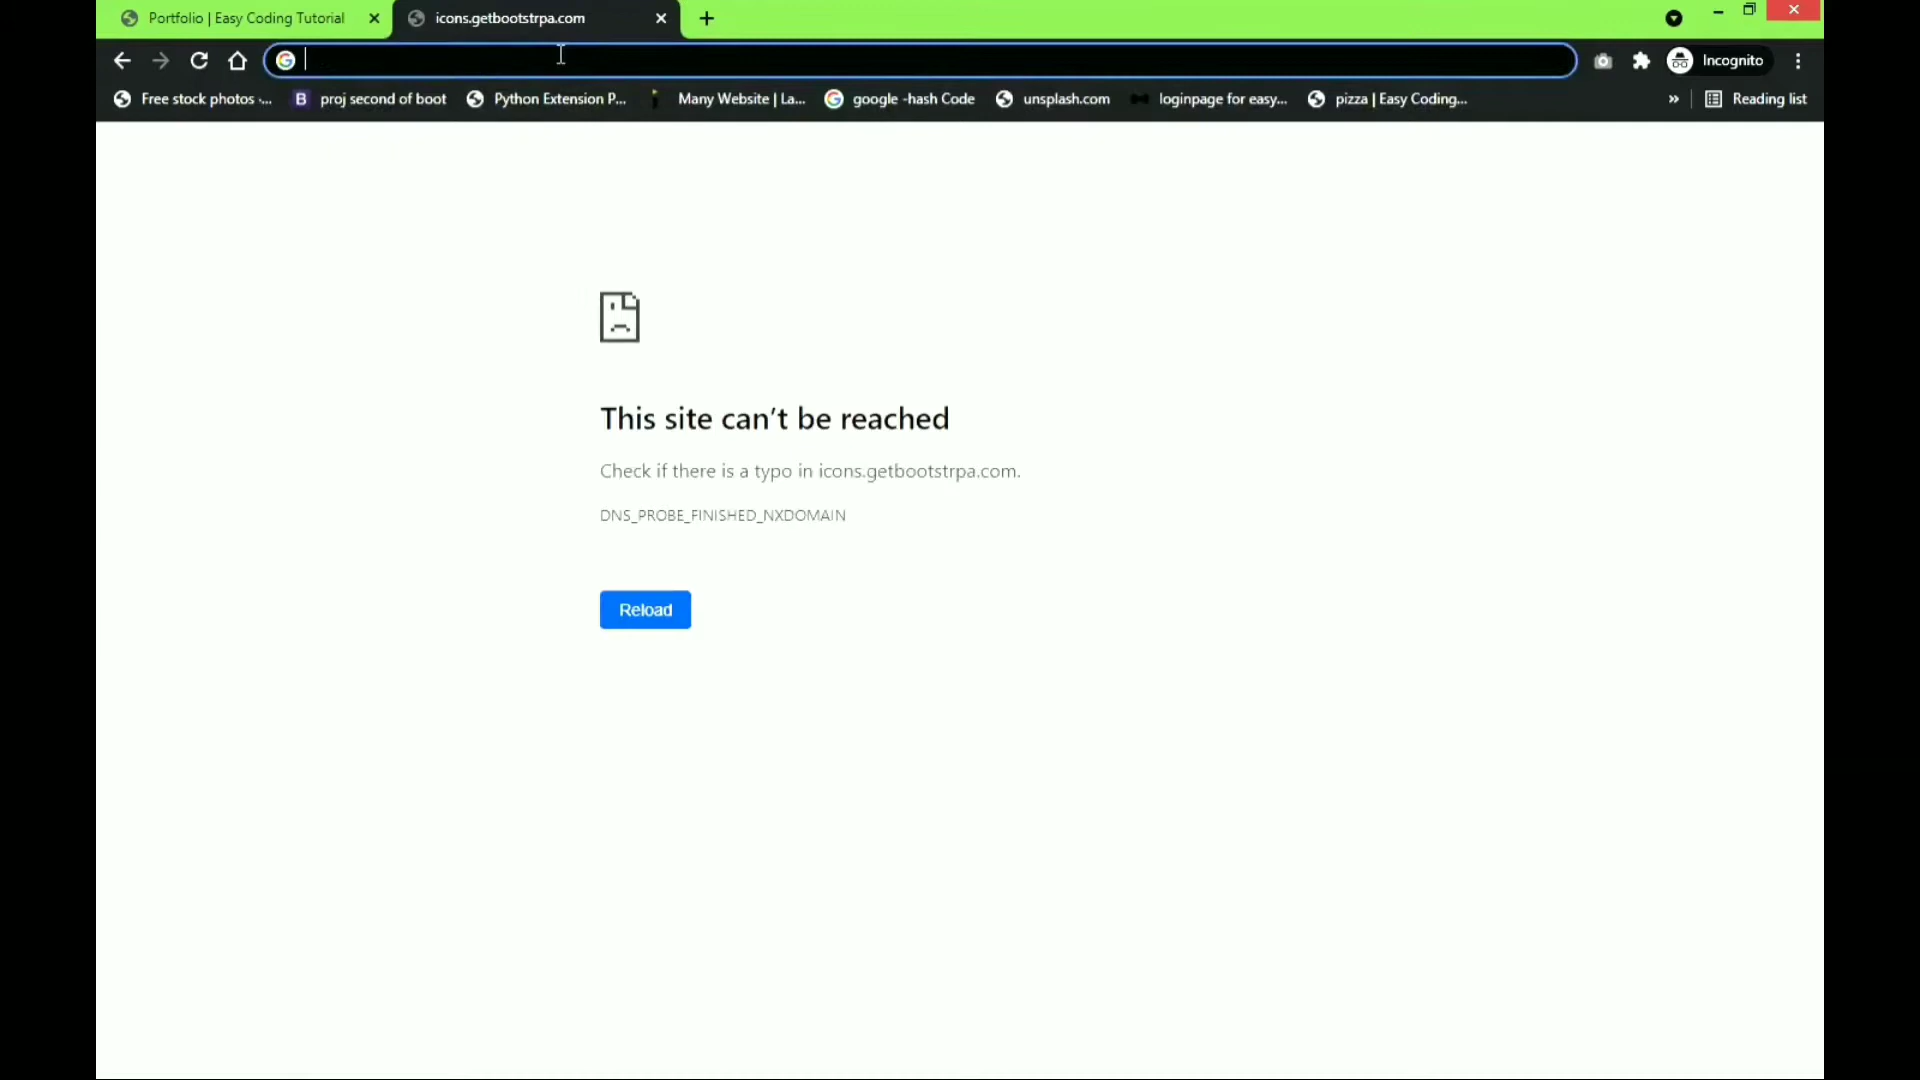 Portfolio | Easy Coding Tutorial
icons.getbootstrpa.com
Incognito
Free stock photos ·...
B proj second of boot
Python Extension P...
Many Website | La...
google -hash Code
unsplash.com
loginpage for easy...
pizza | Easy Coding...
»
Reading list
This site can’t be reached
Check if there is a typo in icons.getbootstrpa.com.
DNS_PROBE_FINISHED_NXDOMAIN
Reload